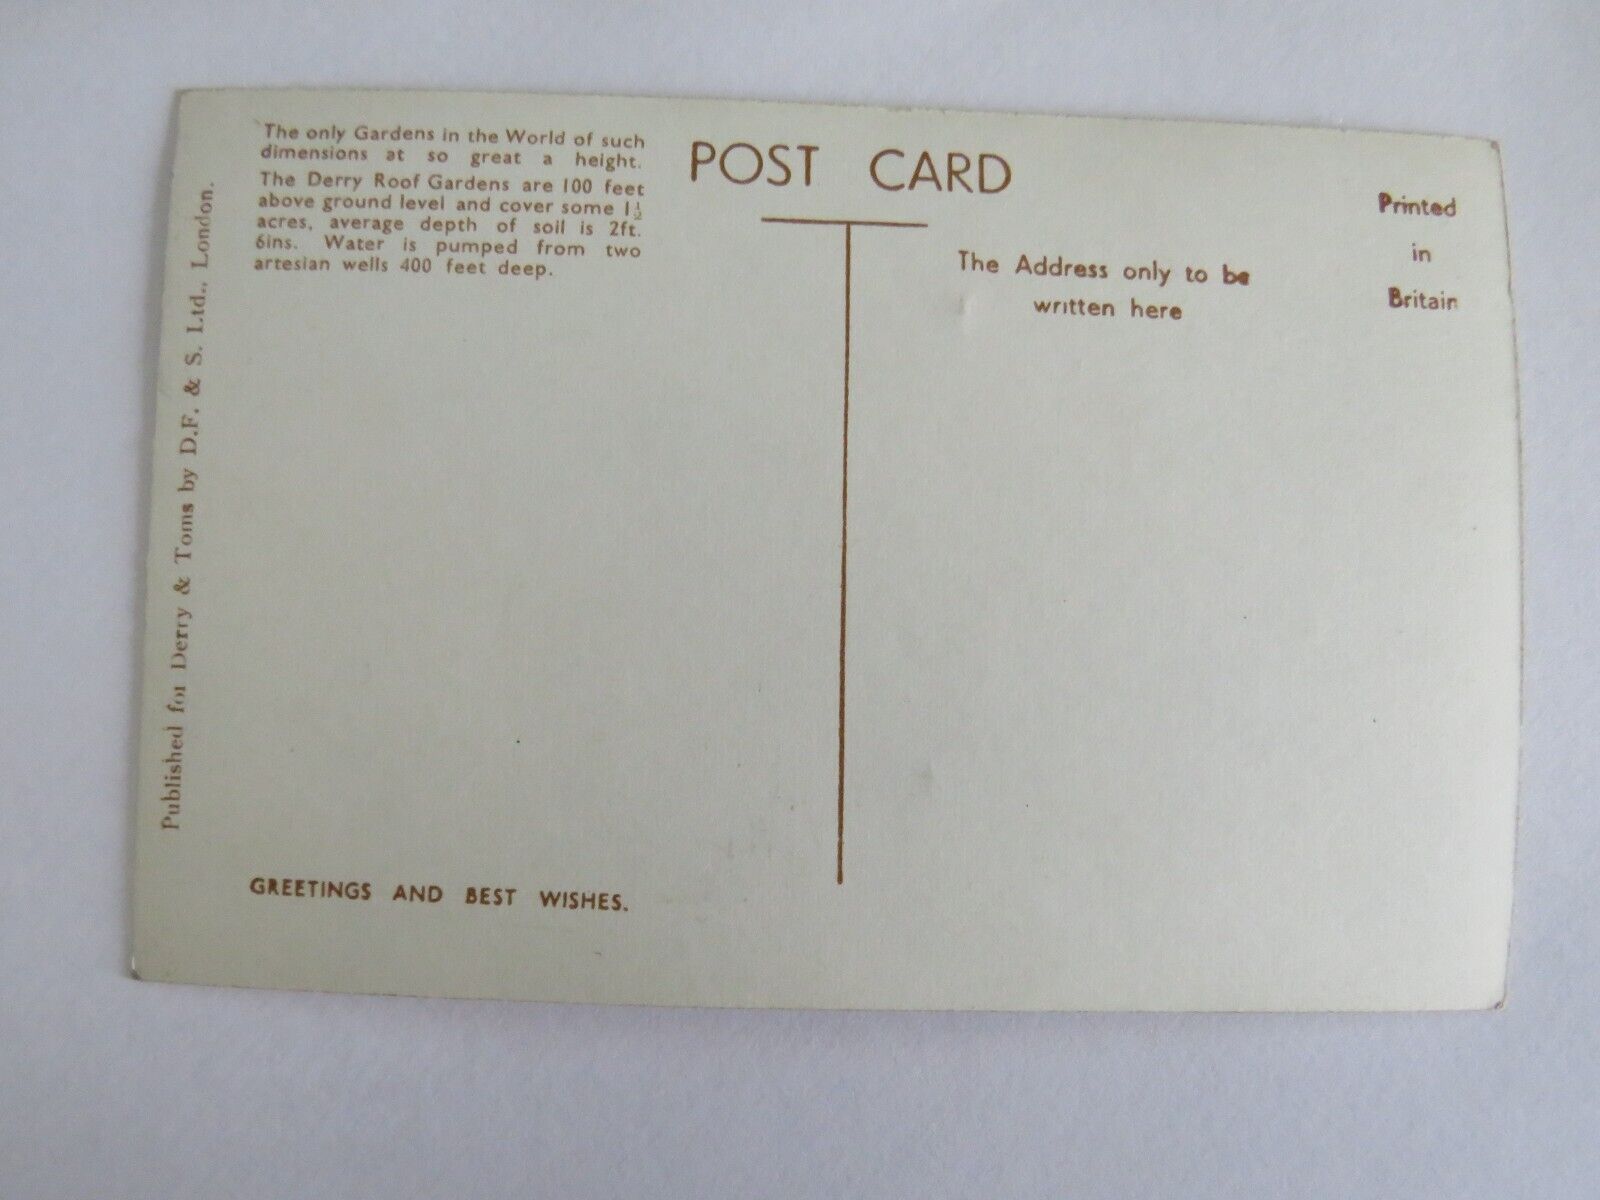 The only Gardens in the World of such
dimensions at so great a height.
The Derry Roof Gardens are 100 feet
above ground level and cover some 1½
acres, average depth of soil is 2ft.
6ins. Water is pumped from two
artesian wells 400 feet deep.
POST CARD
The Address only to be
written here
Printed
in
Britain
Published for Derry & Toms by D.F. & S. Ltd., London.
GREETINGS AND BEST WISHES.